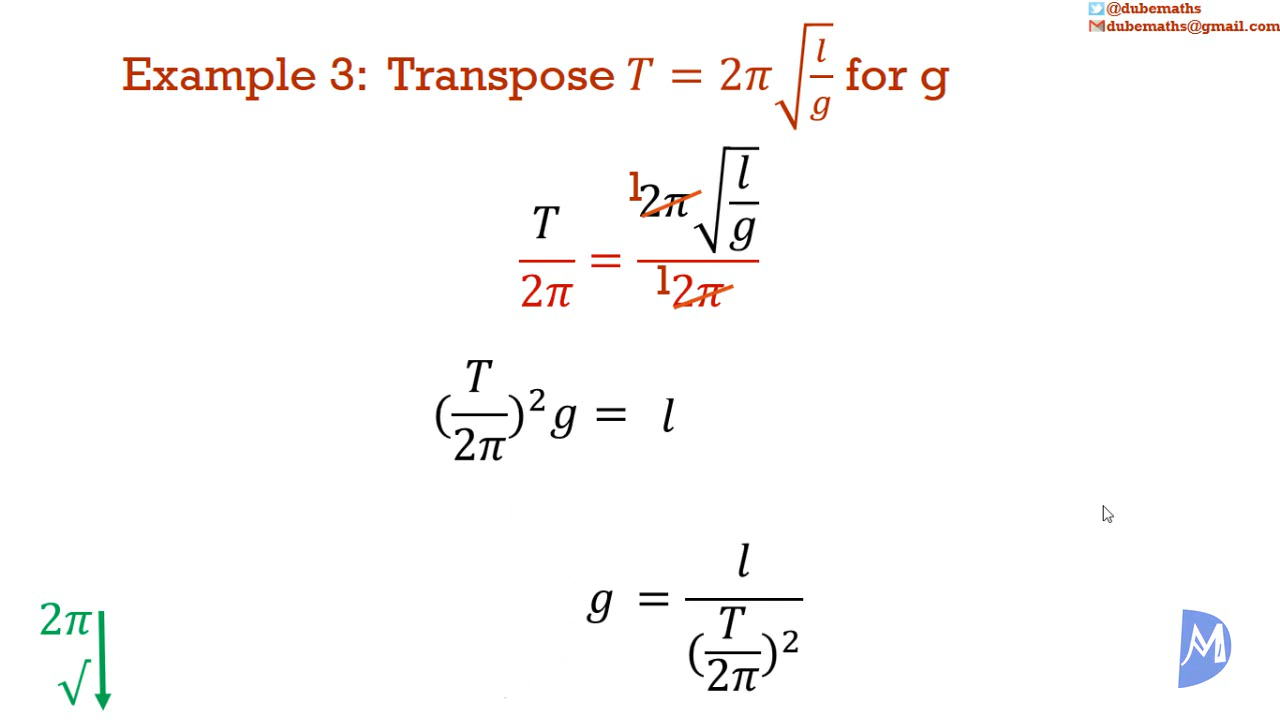 @dubemaths
dubemaths@gmail.com
Example 3: Transpose T = 2π√(l/g) for g
T/2π = 1 2π√(l/g) / 1 2π
(T/2π)² g = l
g = l/(T/2π)²
2π
√
DM